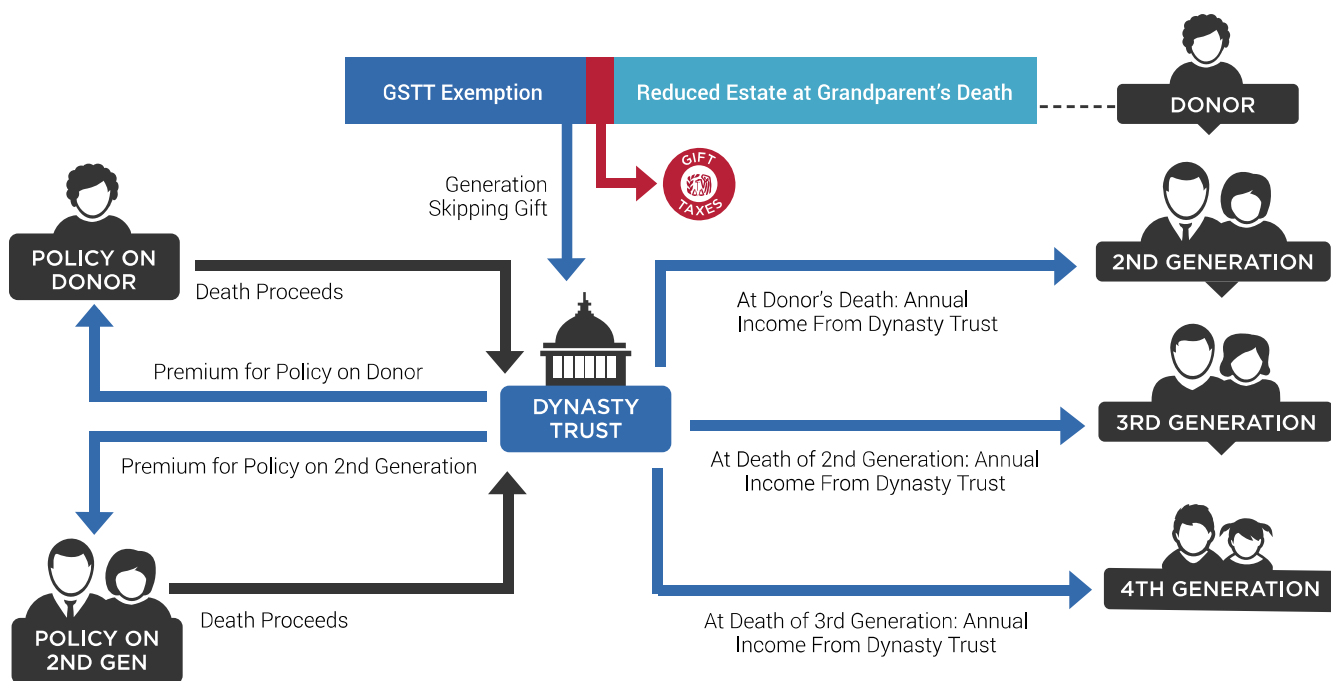 GSTT Exemption
Reduced Estate at Grandparent's Death
DONOR
Generation
Skipping Gift
GIFT
TAXES
POLICY ON
DONOR
Death Proceeds
2ND GENERATION
At Donor's Death: Annual
Income From Dynasty Trust
Premium for Policy on Donor
DYNASTY
TRUST
3RD GENERATION
Premium for Policy on 2nd Generation
At Death of 2nd Generation: Annual
Income From Dynasty Trust
4TH GENERATION
Death Proceeds
At Death of 3rd Generation: Annual
Income From Dynasty Trust
POLICY ON
2ND GEN